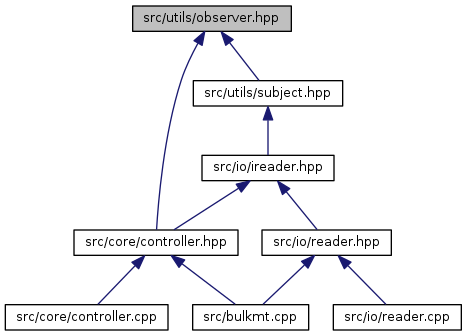 src/utils/observer.hpp
src/utils/subject.hpp
src/io/ireader.hpp
src/core/controller.hpp
src/io/reader.hpp
src/core/controller.cpp
src/bulkmt.cpp
src/io/reader.cpp